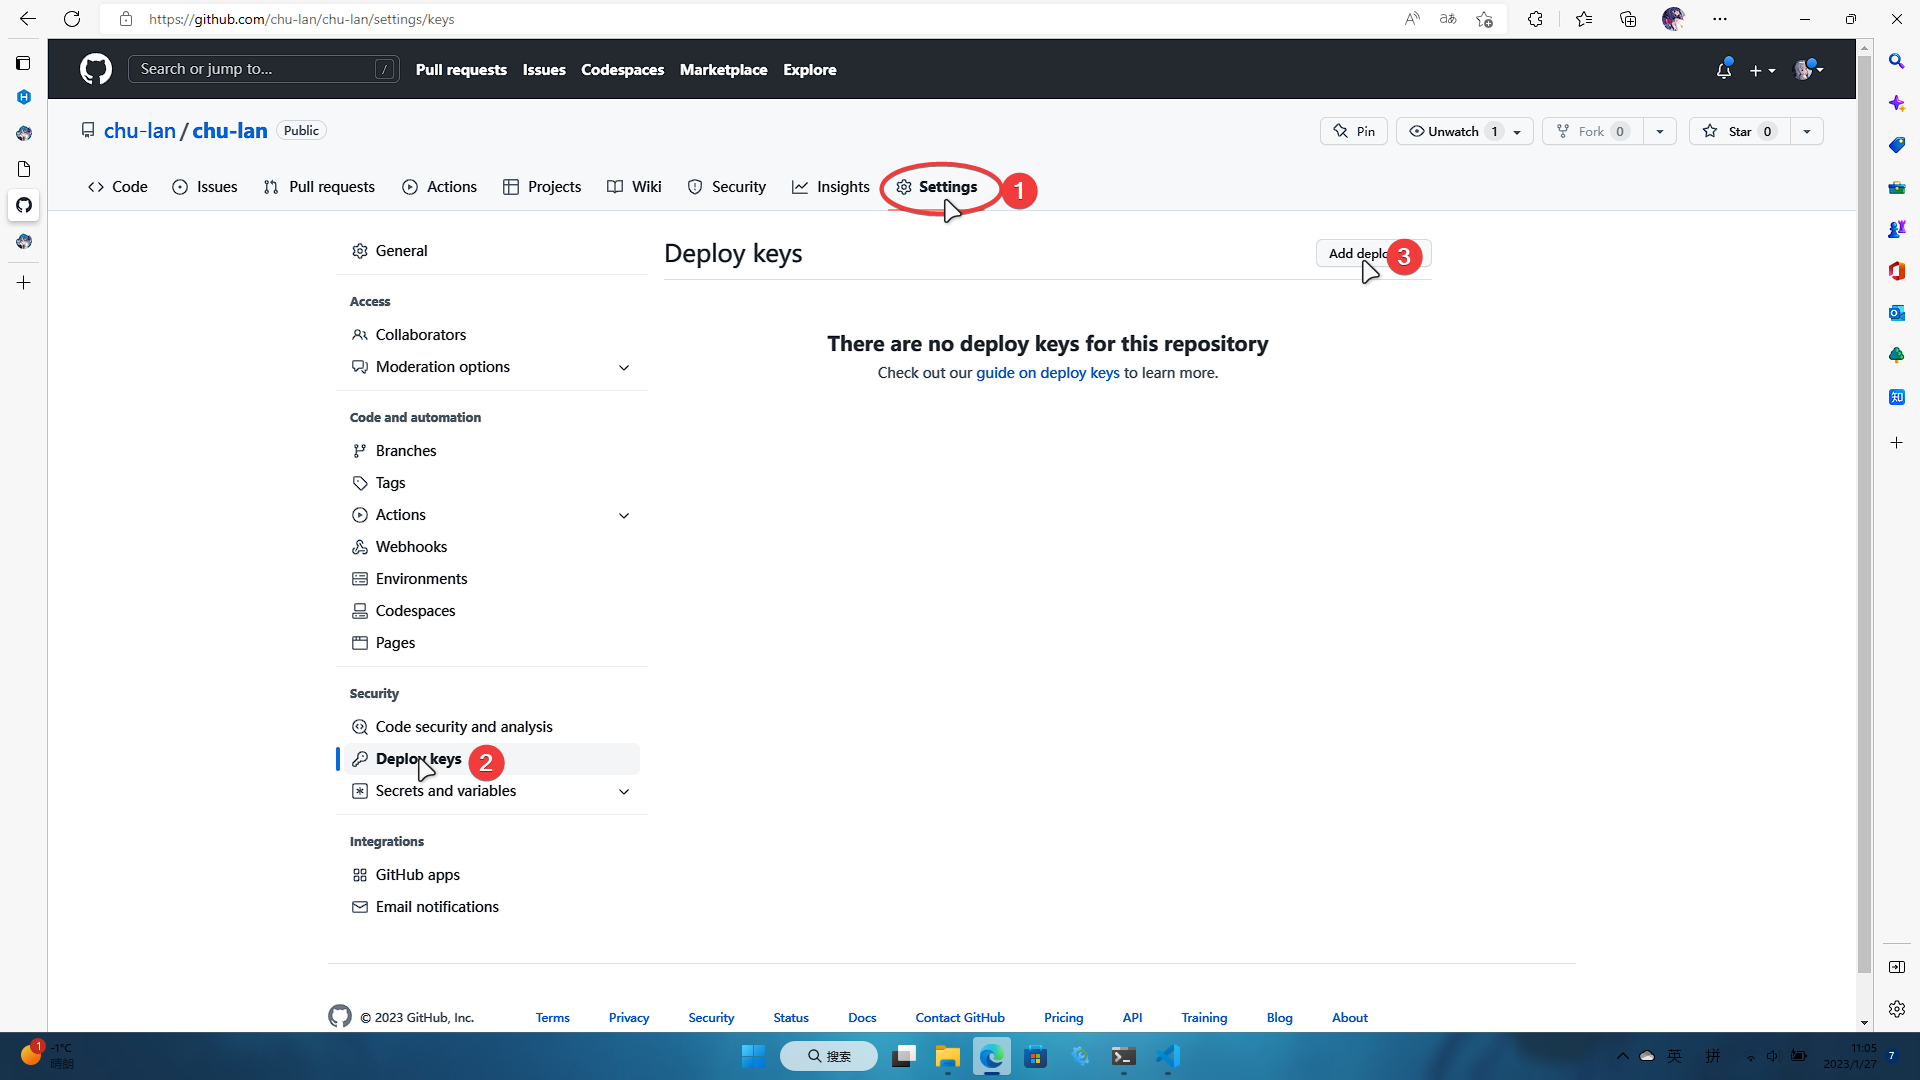 https://github.com/chu-lan/chu-lan/settings/keys
Search or jump to... /
Pull requests Issues Codespaces Marketplace Explore
chu-lan / chu-lan Public
Pin Unwatch 1 Fork 0 Star 0
Code Issues Pull requests Actions Projects Wiki Security Insights Settings 1
General
Access
Collaborators
Moderation options
Code and automation
Branches
Tags
Actions
Webhooks
Environments
Codespaces
Pages
Security
Code security and analysis
Deploy keys 2
Secrets and variables
Integrations
GitHub apps
Email notifications
Deploy keys
Add deplo 3
There are no deploy keys for this repository
Check out our guide on deploy keys to learn more.
© 2023 GitHub, Inc. Terms Privacy Security Status Docs Contact GitHub Pricing API Training Blog About
知
1
-1°C
晴朗
搜索
英 拼
11:05
2023/1/27
7